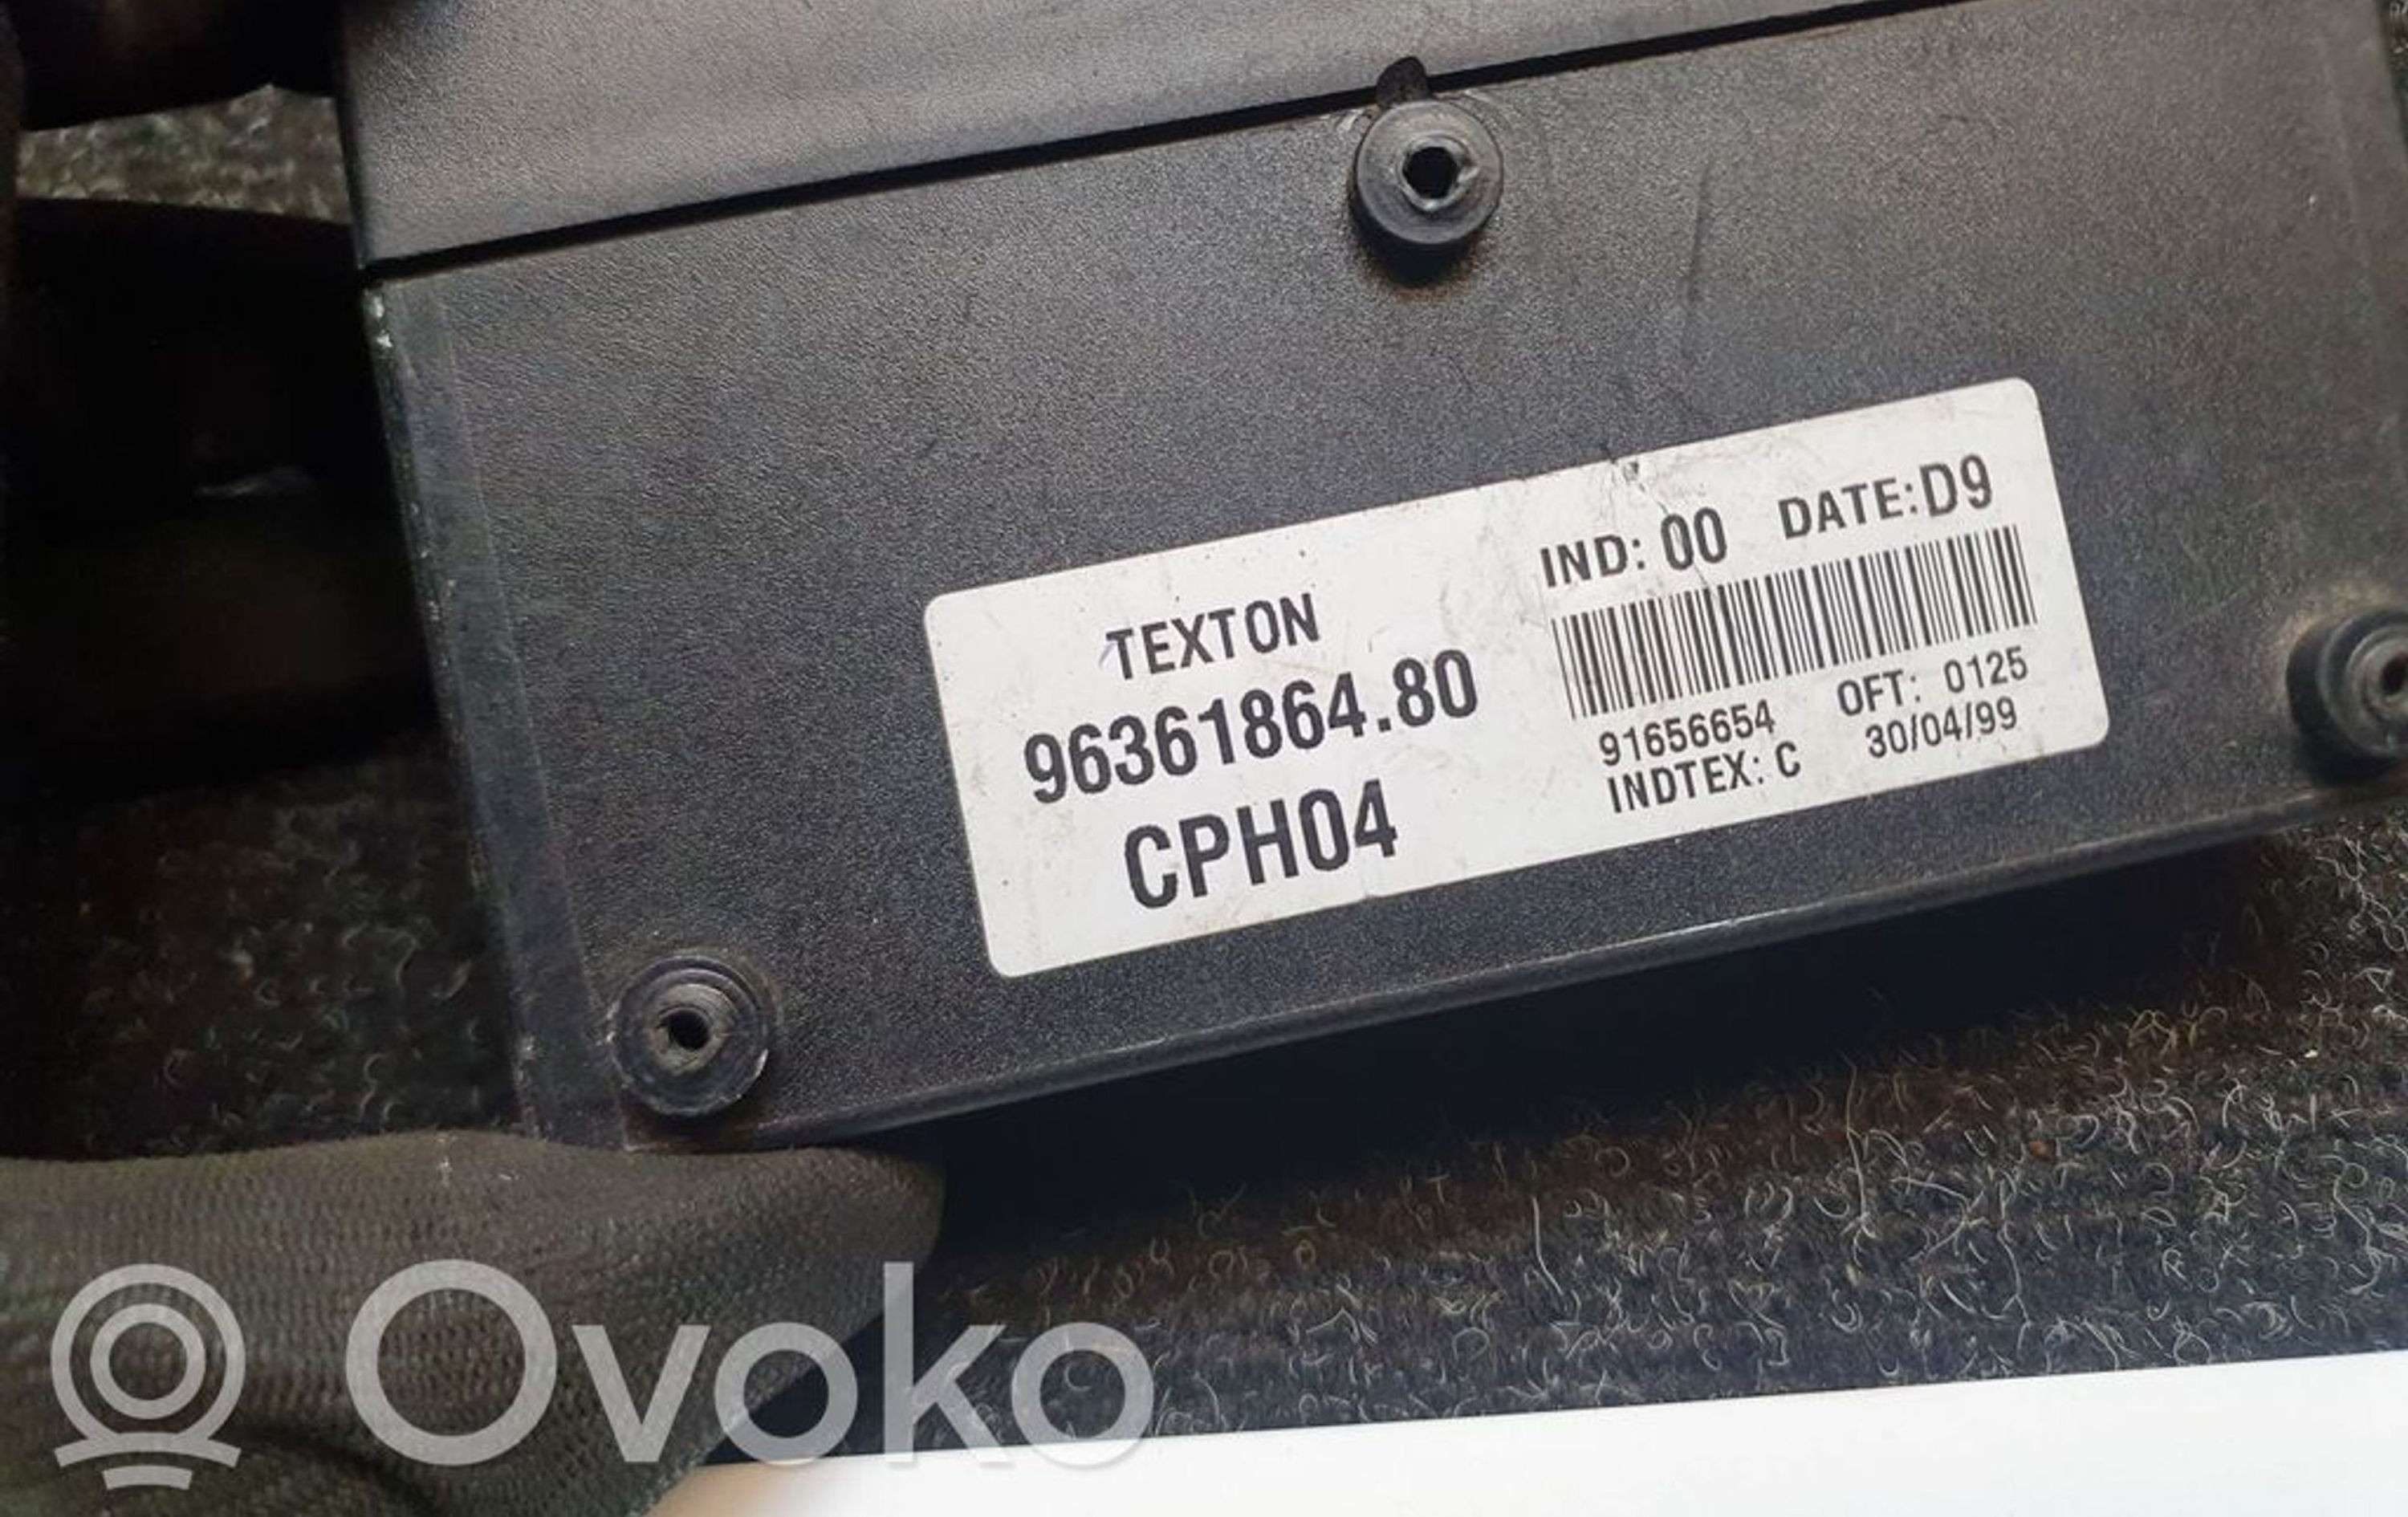 TEXTON
96361864.80
CPH04
IND: 00 DATE: D9
91656654 OFT: 0125
INDTEX: C 30/04/99
Ovoko